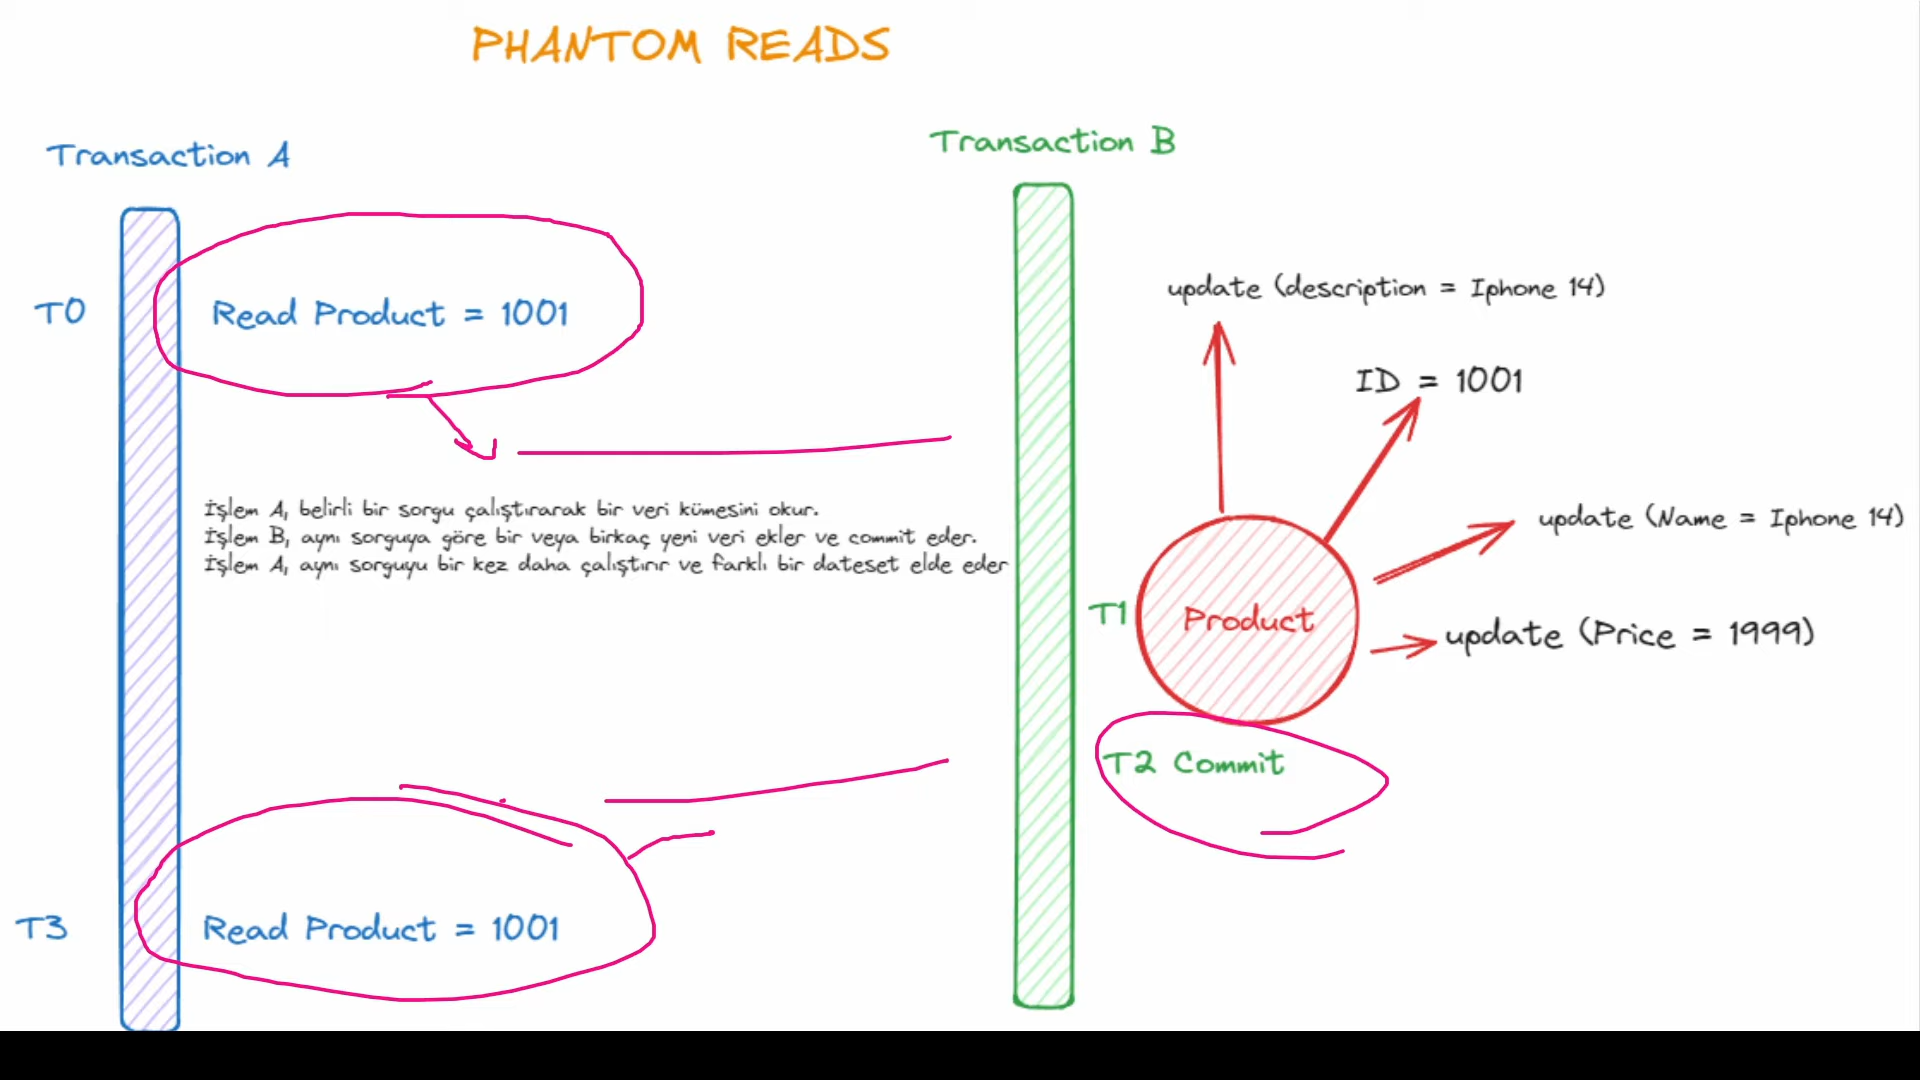 PHANTOM READS
Transaction A
Transaction B
T0
Read Product = 1001
update (description = Iphone 14)
ID = 1001
İşlem A, belirli bir sorgu çalıştırarak bir veri kümesini okur.
İşlem B, aynı sorguya göre bir veya birkaç yeni veri ekler ve commit eder.
İşlem A, aynı sorguyu bir kez daha çalıştırır ve farklı bir dateset elde eder
update (Name = Iphone 14)
T1
Product
update (Price = 1999)
T2 Commit
T3
Read Product = 1001